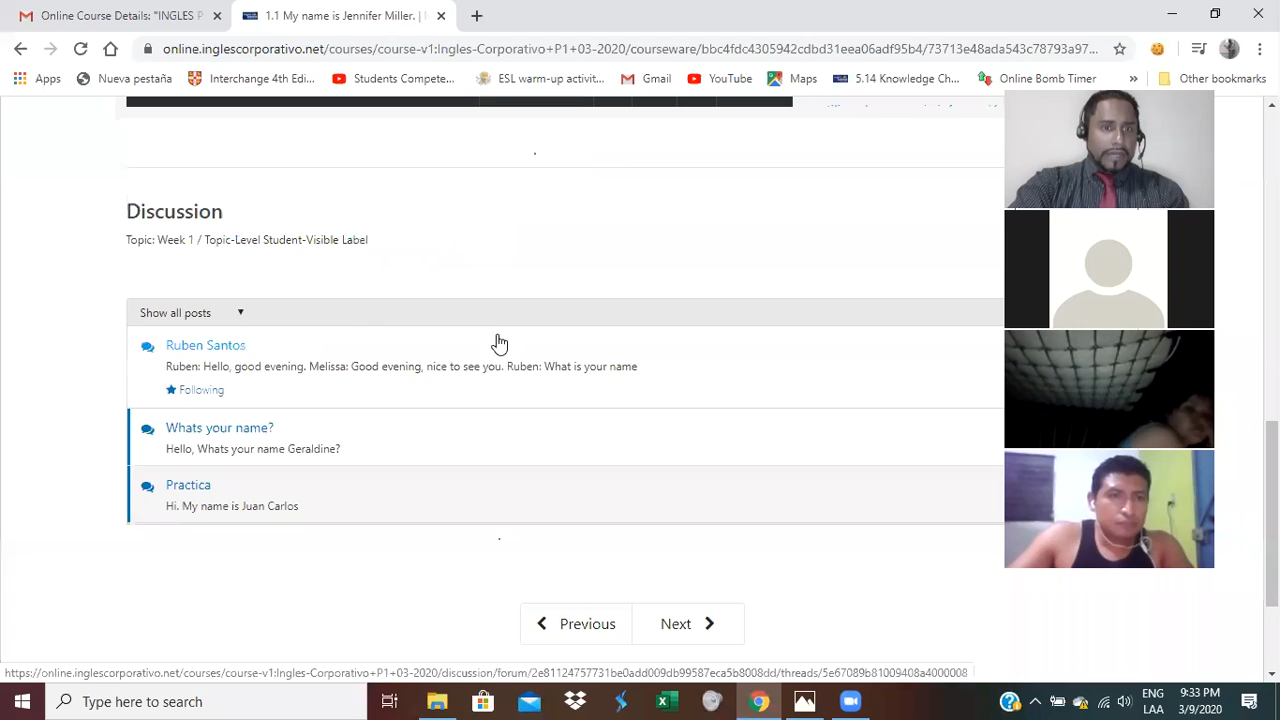 Online Course Details: "INGLES P
1.1 My name is Jennifer Miller. |
online.inglescorporativo.net/courses/course-v1:Ingles-Corporativo+P1+03-2020/courseware/bbc4fdc4305942cdbd31eea06adf95b4/73713e48ada543c78793a97...
Apps
Nueva pestaña
Interchange 4th Edi...
Students Compete...
ESL warm-up activit...
Gmail
YouTube
Maps
5.14 Knowledge Ch...
Online Bomb Timer
»
Other bookmarks
Discussion
Topic: Week 1 / Topic-Level Student-Visible Label
Show all posts
Ruben Santos
Ruben: Hello, good evening. Melissa: Good evening, nice to see you. Ruben: What is your name
Following
Whats your name?
Hello, Whats your name Geraldine?
Practica
Hi. My name is Juan Carlos
Previous
Next
https://online.inglescorporativo.net/courses/course-v1:Ingles-Corporativo+P1+03-2020/discussion/forum/2e81124757731be0add009db99587eca5b8008dd/threads/5e67089b81009408a4000008
Type here to search
ENG
LAA
9:33 PM
3/9/2020